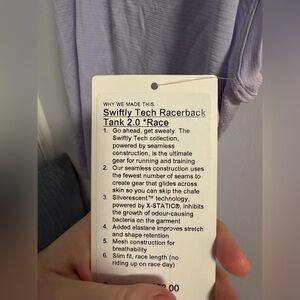 WHY WE MADE THIS
Swiftly Tech Racerback
Tank 2.0 *Race
1. Go ahead, get sweaty. The
Swiftly Tech collection,
powered by seamless
construction, is the ultimate
gear for running and training
2. Our seamless construction uses
the fewest number of seams to
create gear that glides across
skin so you can skip the chafe
3. Silverescent™ technology,
powered by X-STATIC®, inhibits
the growth of odour-causing
bacteria on the garment
4. Added elastane improves stretch
and shape retention
5. Mesh construction for
breathability
6. Slim fit, race length (no
riding up on race day)